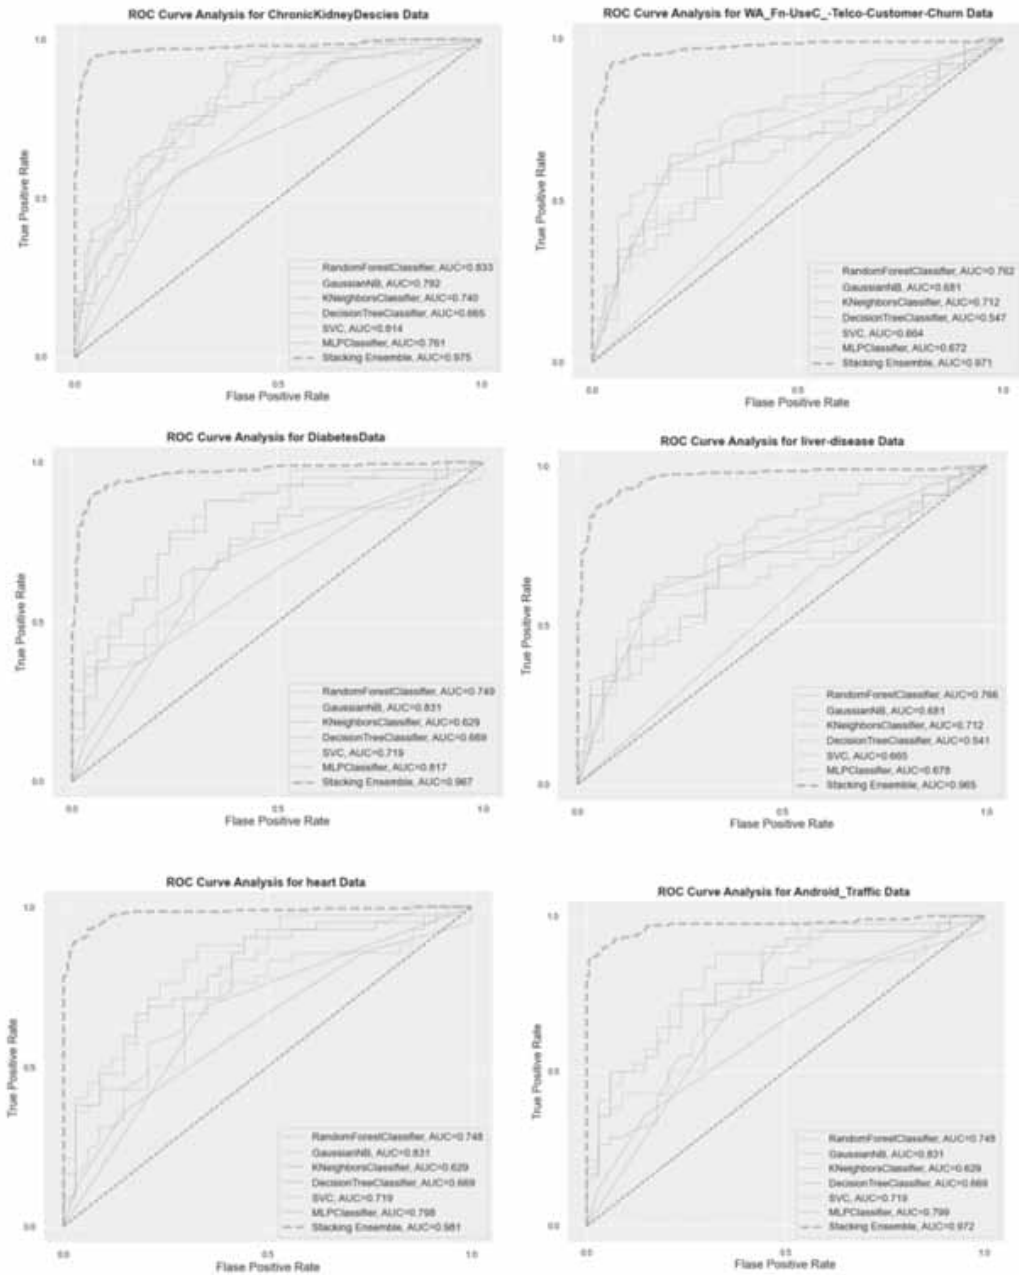 ROC Curve Analysis for ChronicKidneyDescies Data
True Positive Rate
1.0
0.5
0.0
RandomForestClassifier, AUC=0.833
GaussianNB, AUC=0.792
KNeighborsClassifier, AUC=0.740
DecisionTreeClassifier, AUC=0.665
SVC, AUC=0.814
MLPClassifier, AUC=0.761
Stacking Ensemble, AUC=0.975
0.0 0.5 1.0
Flase Positive Rate
ROC Curve Analysis for WA_Fn-UseC_-Telco-Customer-Churn Data
True Positive Rate
1.0
0.5
0.0
RandomForestClassifier, AUC=0.762
GaussianNB, AUC=0.681
KNeighborsClassifier, AUC=0.712
DecisionTreeClassifier, AUC=0.547
SVC, AUC=0.664
MLPClassifier, AUC=0.672
Stacking Ensemble, AUC=0.971
0.0 0.5 1.0
Flase Positive Rate
ROC Curve Analysis for DiabetesData
True Positive Rate
1.0
0.5
0.0
RandomForestClassifier, AUC=0.749
GaussianNB, AUC=0.831
KNeighborsClassifier, AUC=0.629
DecisionTreeClassifier, AUC=0.669
SVC, AUC=0.719
MLPClassifier, AUC=0.817
Stacking Ensemble, AUC=0.967
0.0 0.5 1.0
Flase Positive Rate
ROC Curve Analysis for liver-disease Data
True Positive Rate
1.0
0.5
0.0
RandomForestClassifier, AUC=0.766
GaussianNB, AUC=0.681
KNeighborsClassifier, AUC=0.712
DecisionTreeClassifier, AUC=0.541
SVC, AUC=0.665
MLPClassifier, AUC=0.678
Stacking Ensemble, AUC=0.965
0.0 0.5 1.0
Flase Positive Rate
ROC Curve Analysis for heart Data
True Positive Rate
1.0
0.5
0.0
RandomForestClassifier, AUC=0.748
GaussianNB, AUC=0.831
KNeighborsClassifier, AUC=0.629
DecisionTreeClassifier, AUC=0.669
SVC, AUC=0.719
MLPClassifier, AUC=0.798
Stacking Ensemble, AUC=0.981
0.0 0.5 1.0
Flase Positive Rate
ROC Curve Analysis for Android_Traffic Data
True Positive Rate
1.0
0.5
0.0
RandomForestClassifier, AUC=0.749
GaussianNB, AUC=0.831
KNeighborsClassifier, AUC=0.629
DecisionTreeClassifier, AUC=0.669
SVC, AUC=0.719
MLPClassifier, AUC=0.799
Stacking Ensemble, AUC=0.972
0.0 0.5 1.0
Flase Positive Rate